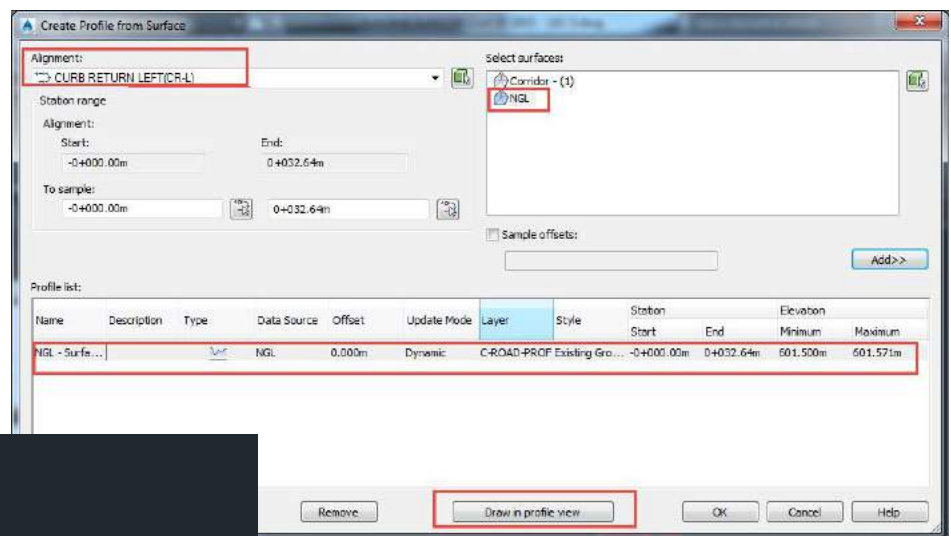 Create Profile from Surface
Alignment:
CURB RETURN LEFT(CR-L)
Station range
Alignment:
Start:
End:
-0+000.00m
0+032.64m
To sample:
-0+000.00m
0+032.64m
Select surfaces:
Corridor - (1)
NGL
Sample offsets:
Add>>
Profile list:
Name Description Type Data Source Offset Update Mode Layer Style Station Elevation
Start End Minimum Maximum
NGL - Surfa... NGL 0.000m Dynamic C-ROAD-PROF Existing Gro... -0+000.00m 0+032.64m 601.500m 601.571m
Remove
Draw in profile view
OK
Cancel
Help